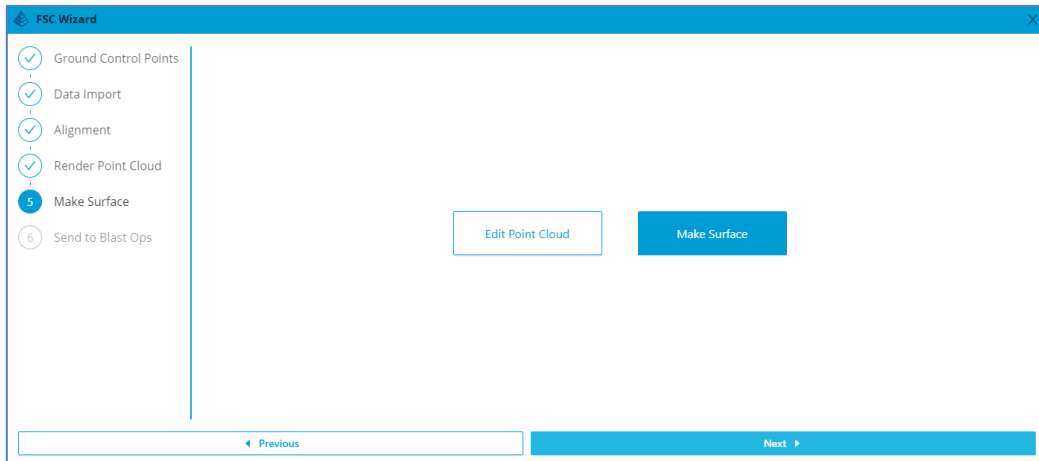 FSC Wizard
Ground Control Points
Data Import
Alignment
Render Point Cloud
5 Make Surface
6 Send to Blast Ops
Edit Point Cloud Make Surface
Previous Next